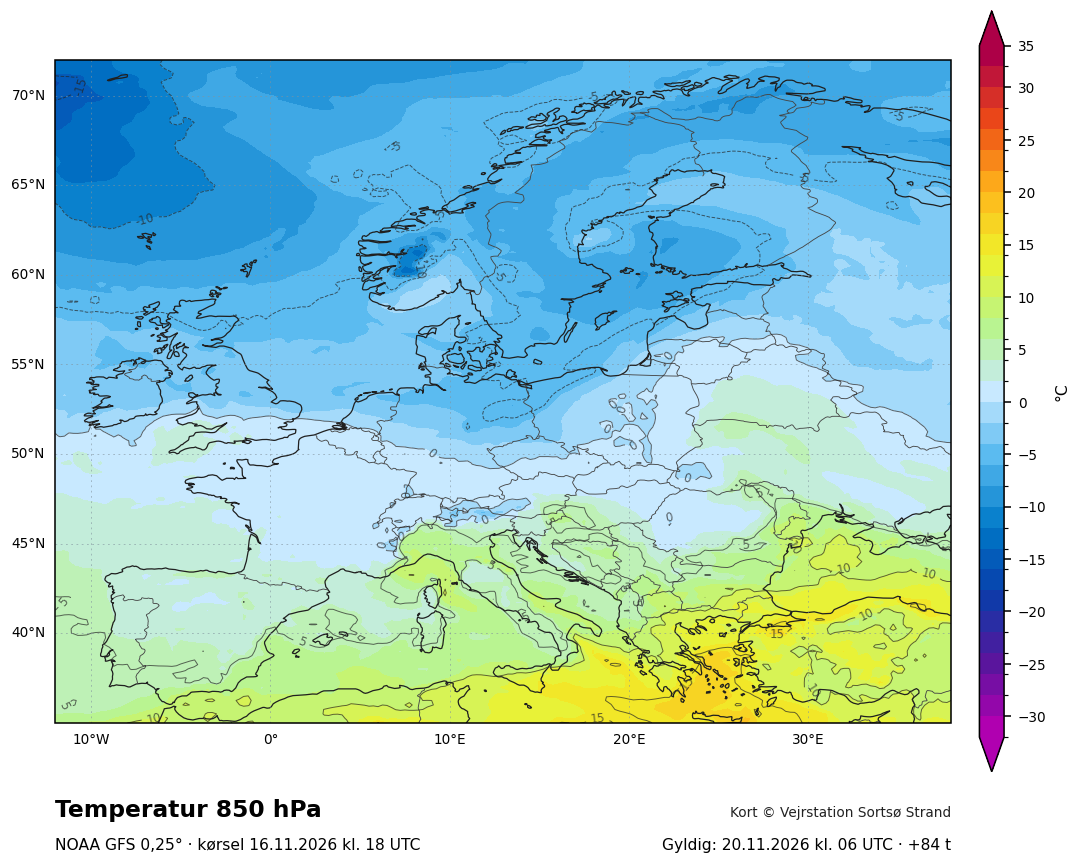 70°N
65°N
60°N
55°N
50°N
45°N
40°N
10°W 0° 10°E 20°E 30°E
35
30
25
20
15
10
5
0
−5
−10
−15
−20
−25
−30
°C
Temperatur 850 hPa
Kort © Vejrstation Sortsø Strand
NOAA GFS 0,25° · kørsel 16.11.2026 kl. 18 UTC
Gyldig: 20.11.2026 kl. 06 UTC · +84 t